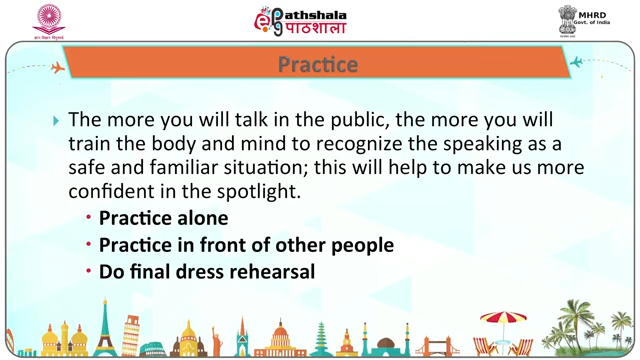 ePathshala
पाठशाला
MHRD
Govt. of India
Practice
The more you will talk in the public, the more you will
train the body and mind to recognize the speaking as a
safe and familiar situation; this will help to make us more
confident in the spotlight.
Practice alone
Practice in front of other people
Do final dress rehearsal